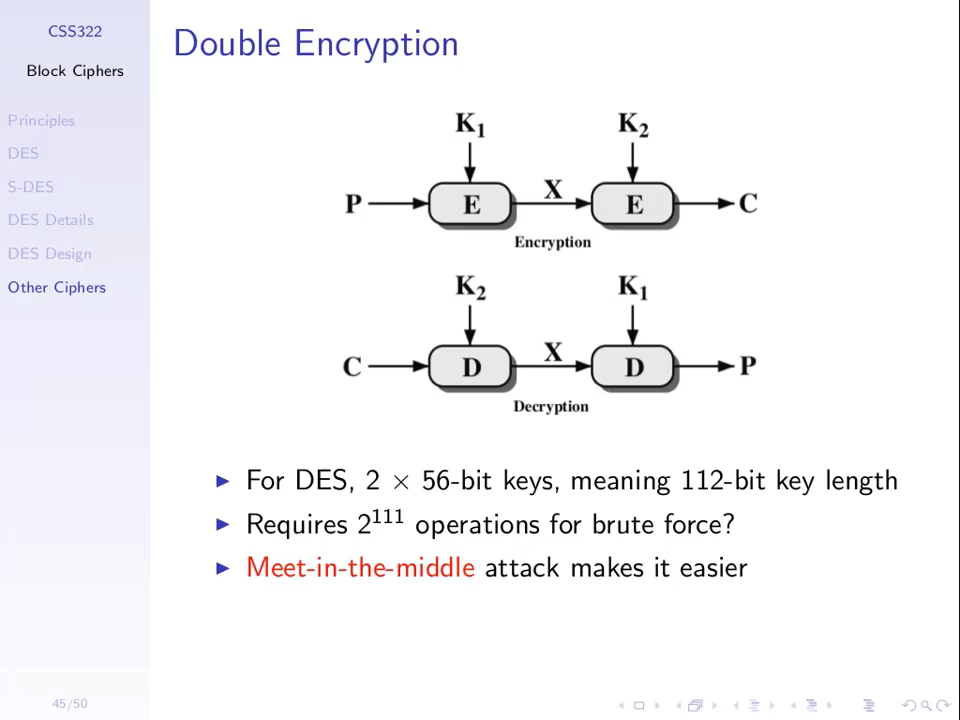 CSS322
Block Ciphers
Principles
DES
S-DES
DES Details
DES Design
Other Ciphers
45/50
Double Encryption
K₁ K₂
P E X E C
Encryption
K₂ K₁
C D X D P
Decryption
► For DES, 2 × 56-bit keys, meaning 112-bit key length
► Requires 2¹¹¹ operations for brute force?
► Meet-in-the-middle attack makes it easier